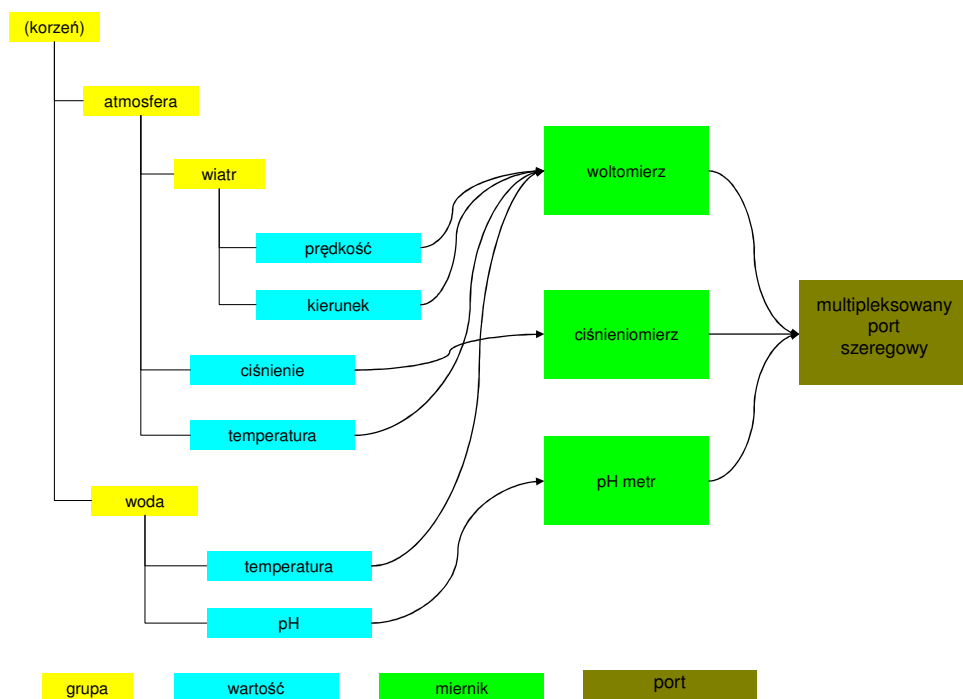 (korzeń)
atmosfera
wiatr
prędkość
kierunek
ciśnienie
temperatura
woda
temperatura
pH
woltomierz
ciśnieniomierz
pH metr
multipleksowany
port
szeregowy
grupa
wartość
miernik
port